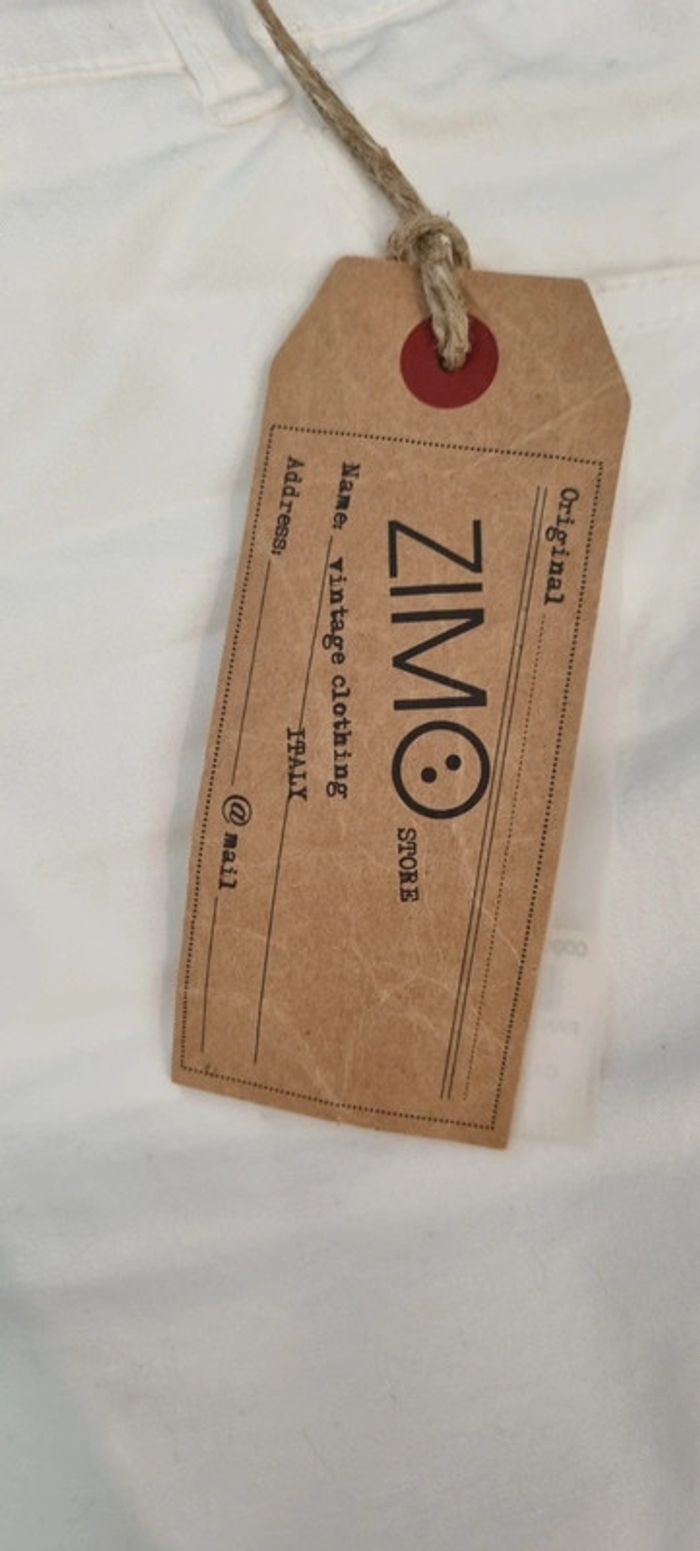 Original
ZIMO STORE
Name: vintage clothing
ITALY
Address:
@mail